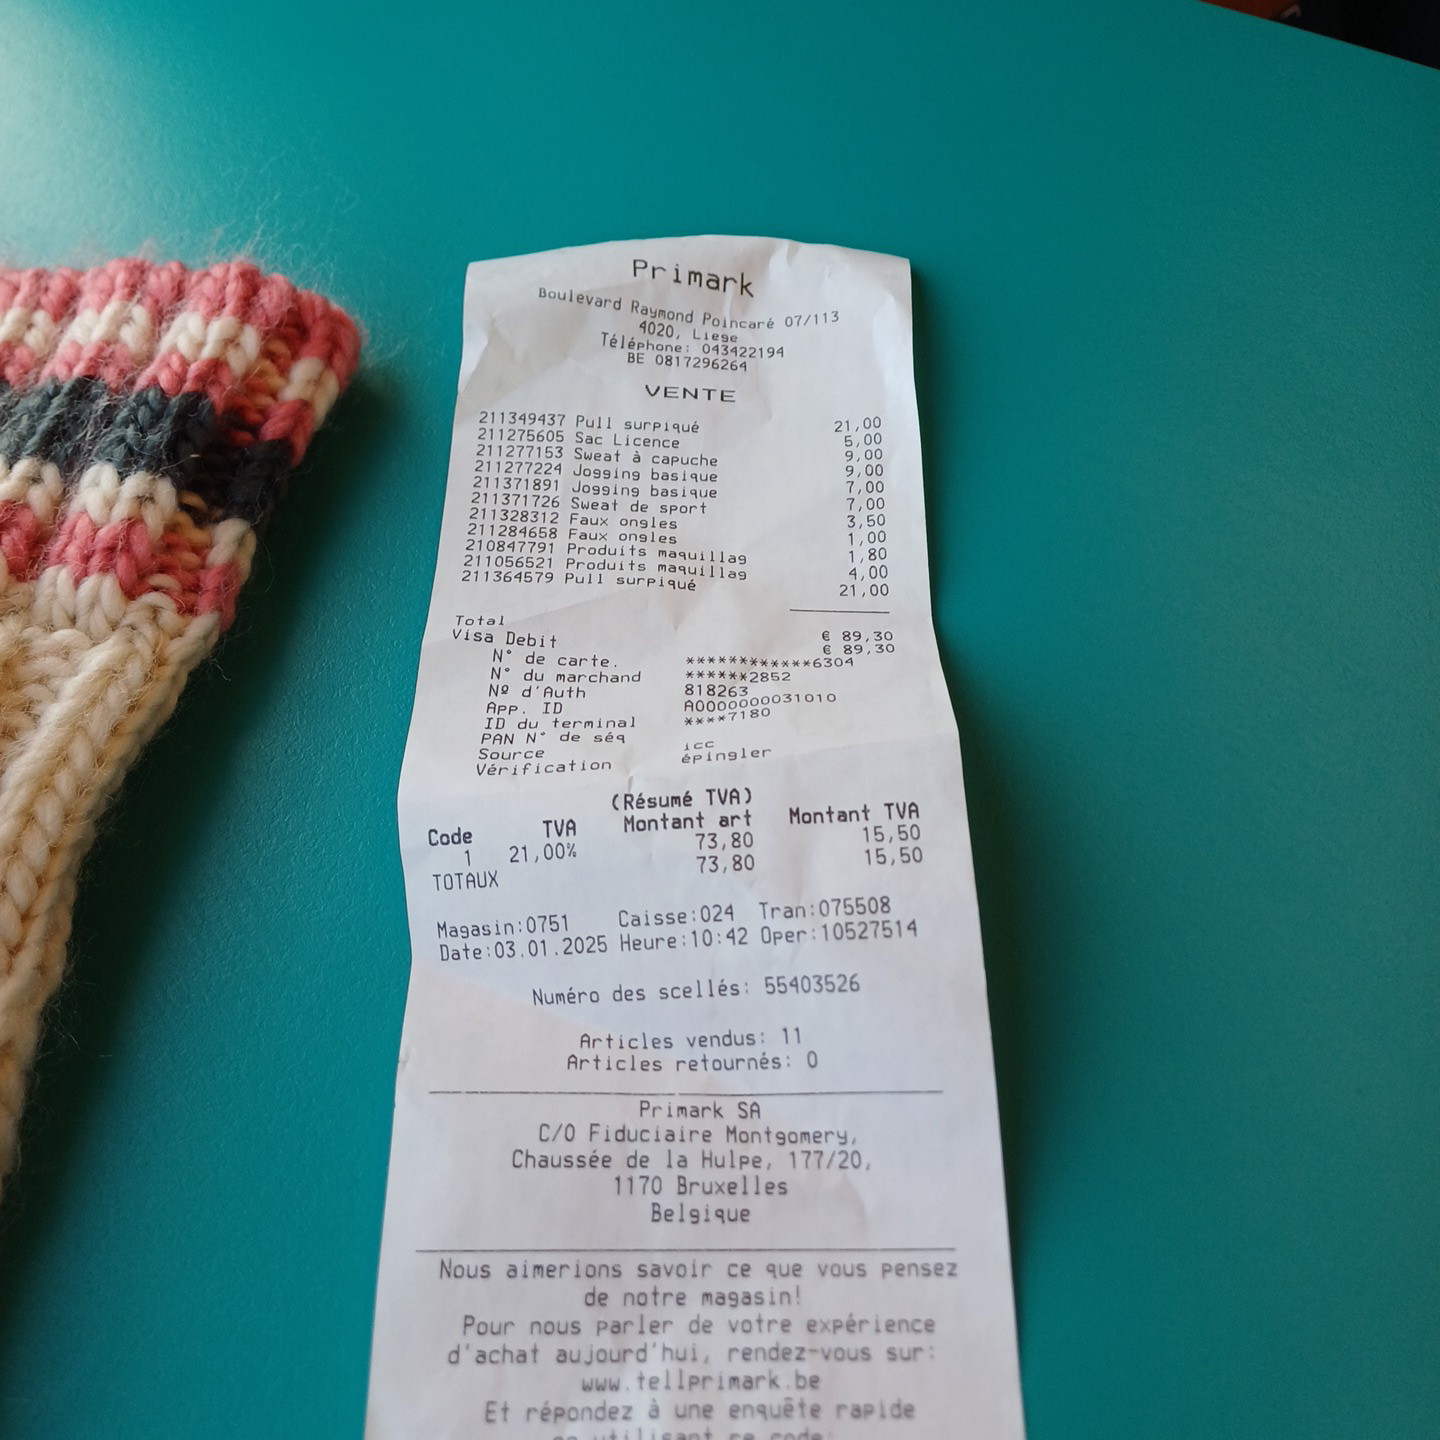 Primark
Boulevard Raymond Poincaré 07/113
4020, Liege
Téléphone: 043422194
BE 0817296264
VENTE
211349437 Pull surpiqué 21,00
211275605 Sac Licence 5,00
211277153 Sweat à capuche 9,00
211277224 Jogging basique 9,00
211371891 Jogging basique 7,00
211371726 Sweat de sport 7,00
211328312 Faux ongles 3,50
211284658 Faux ongles 1,00
210847791 Produits maquillag 1,80
211056521 Produits maquillag 4,00
211364579 Pull surpiqué 21,00
Total € 89,30
Visa Debit € 89,30
N° de carte. ************6304
N° du marchand ******2852
Nº d'Auth 818263
App. ID A0000000031010
ID du terminal ****7180
PAN N° de séq
Source icc
Vérification épingler
(Résumé TVA)
Code TVA Montant art Montant TVA
1 21,00% 73,80 15,50
TOTAUX 73,80 15,50
Magasin:0751 Caisse:024 Tran:075508
Date:03.01.2025 Heure:10:42 Oper:10527514
Numéro des scellés: 55403526
Articles vendus: 11
Articles retournés: 0
Primark SA
C/O Fiduciaire Montgomery,
Chaussée de la Hulpe, 177/20,
1170 Bruxelles
Belgique
Nous aimerions savoir ce que vous pensez
de notre magasin!
Pour nous parler de votre expérience
d'achat aujourd'hui, rendez-vous sur:
www.tellprimark.be
Et répondez à une enquête rapide
en utilisant ce code: